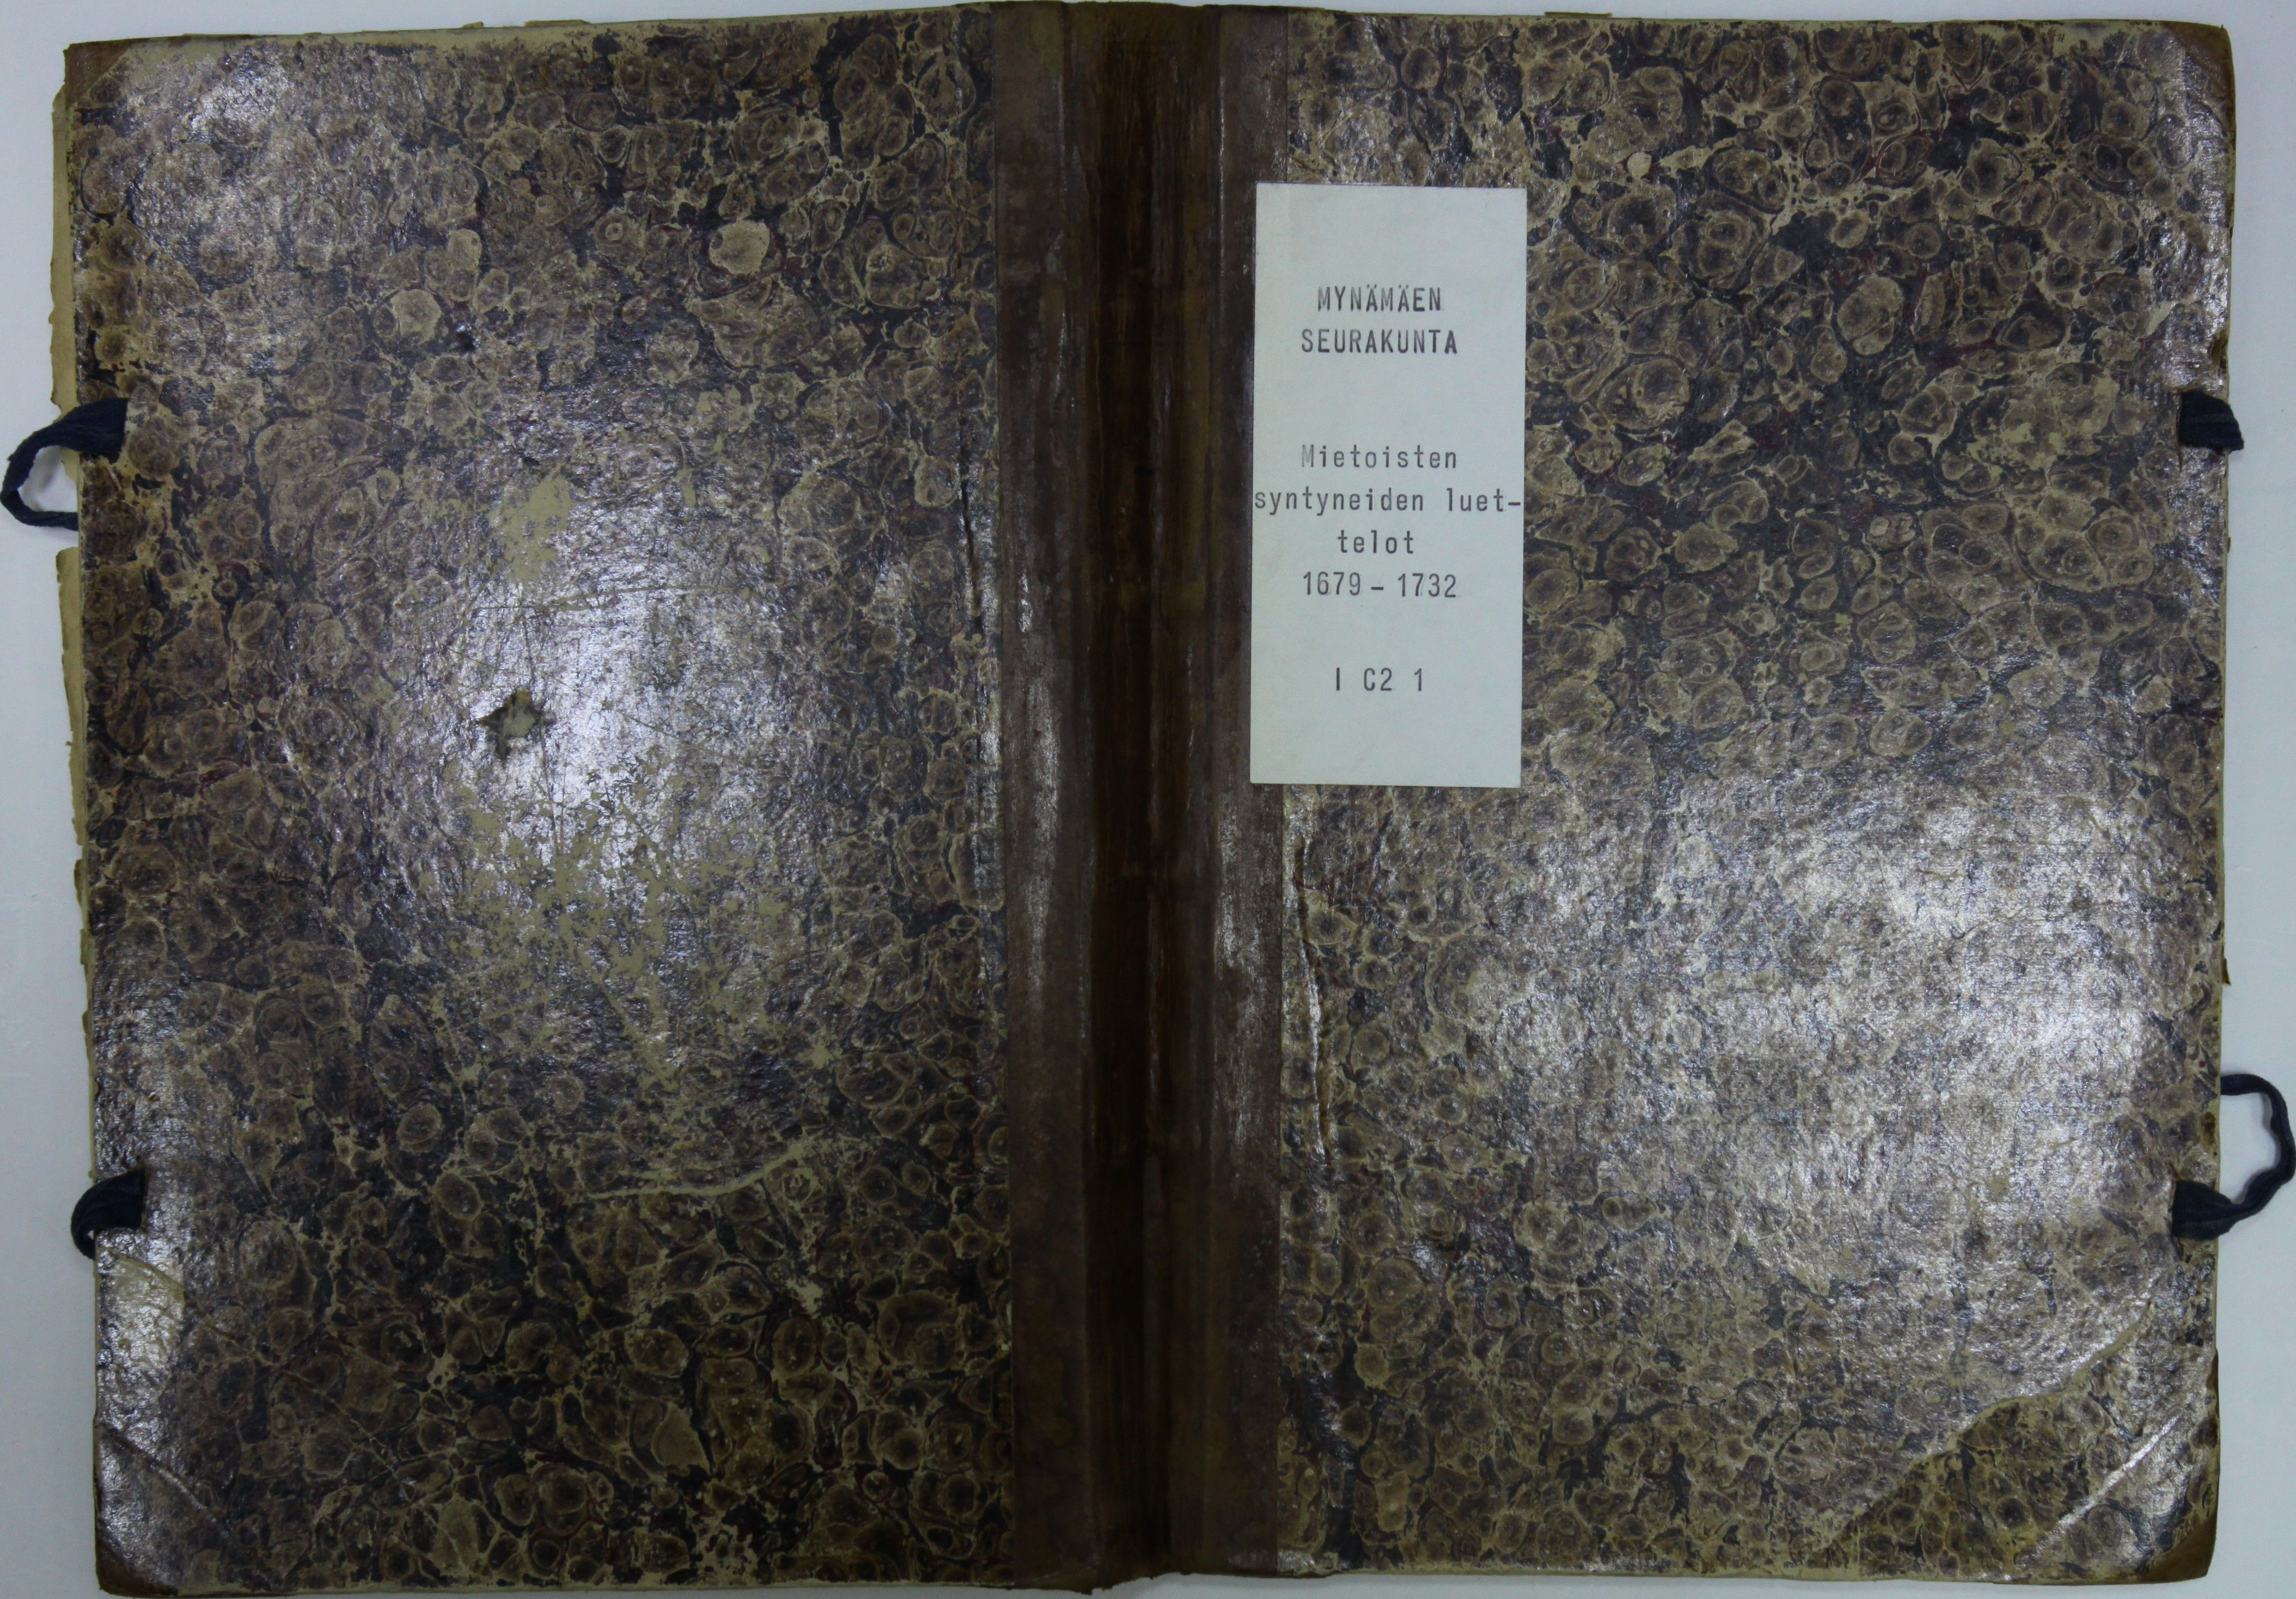 MYNÄMÄEN
SEURAKUNTA
Mietoisten
syntyneiden luet-
telot
1679 - 1732
I C2 1